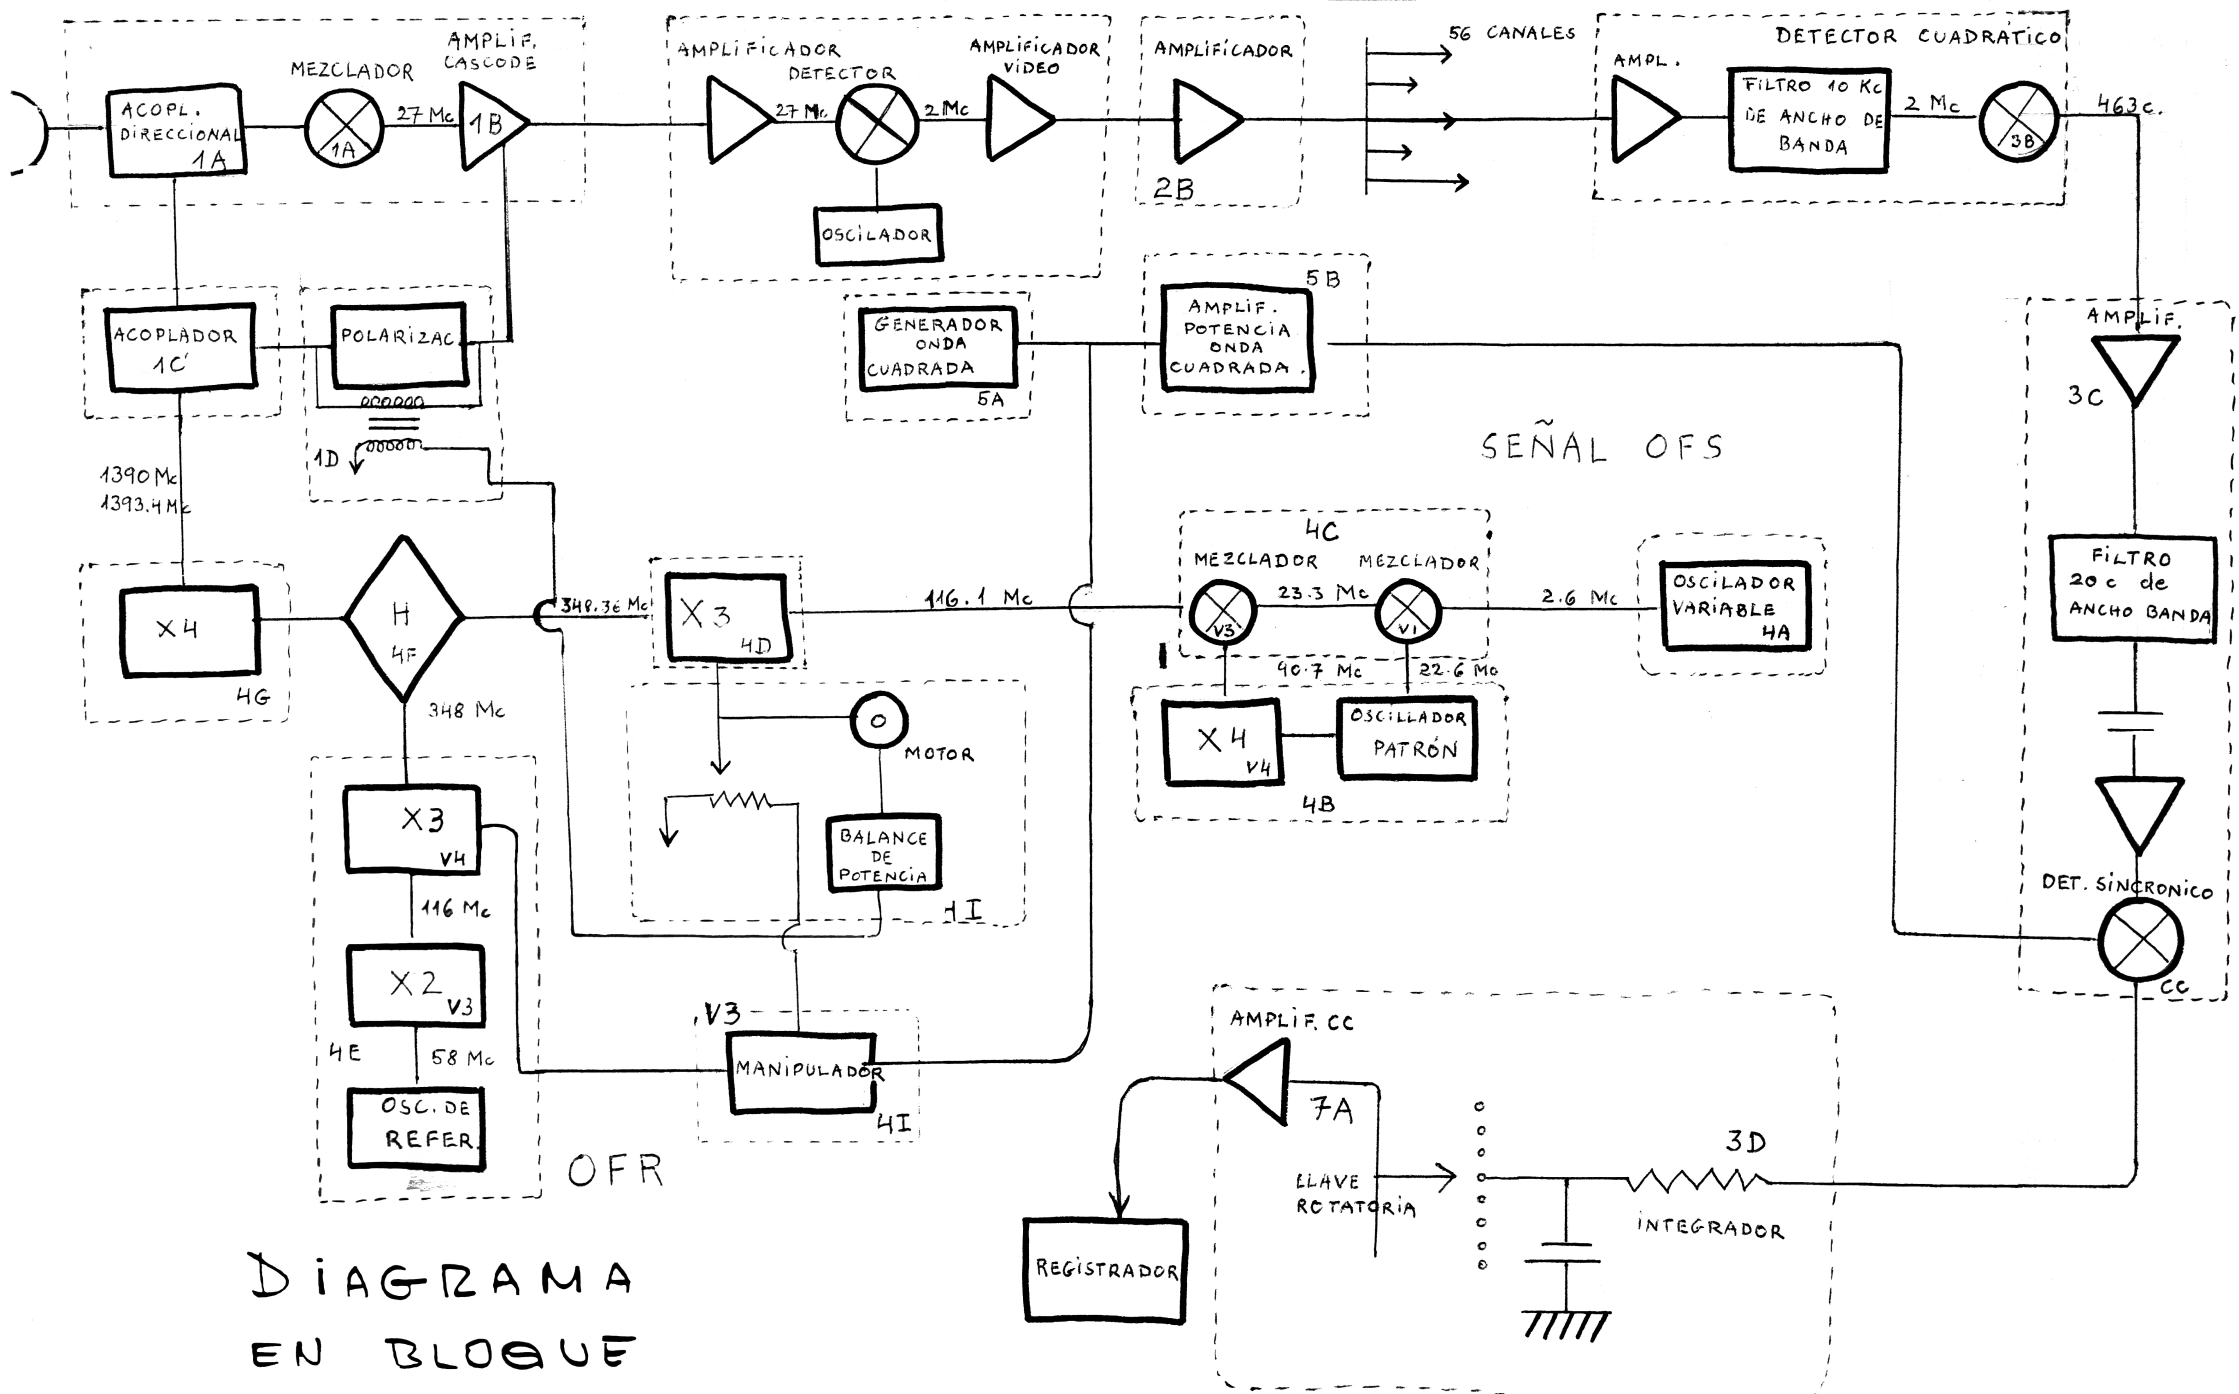 AMPLIF.
CASCODE
MEZCLADOR
ACOPL.
DIRECCIONAL
1A
1A
27 Mc
1B
AMPLIFICADOR
DETECTOR
AMPLIFICADOR
VIDEO
27 Mc
2 Mc
OSCILADOR
AMPLIFICADOR
2B
56 CANALES
DETECTOR CUADRÁTICO
AMPL.
FILTRO 10 Kc
DE ANCHO DE
BANDA
2 Mc
3B
463c.
ACOPLADOR
1C
POLARIZAC
1D
GENERADOR
ONDA
CUADRADA
5A
5B
AMPLIF.
POTENCIA
ONDA
CUADRADA.
AMPLIF.
3C
SEÑAL OFS
1390 Mc
1393.4 Mc
X4
4G
H
4F
348.3 Mc
X3
4D
116.1 Mc
4C
MEZCLADOR
MEZCLADOR
V3
23.3 Mc
V1
2.6 Mc
OSCILADOR
VARIABLE
4A
FILTRO
20 c de
ANCHO BANDA
348 Mc
90.7 Mc
22.6 Mc
X4
V4
OSCILLADOR
PATRÓN
4B
MOTOR
BALANCE
DE
POTENCIA
4I
X3
V4
116 Mc
X2
V3
4E
58 Mc
OSC. DE
REFER.
OFR
V3
MANIPULADOR
4I
DET. SINCRONICO
CC
AMPLIF. CC
7A
LLAVE
ROTATORIA
3D
INTEGRADOR
REGISTRADOR
DIAGRAMA
EN BLOQUE